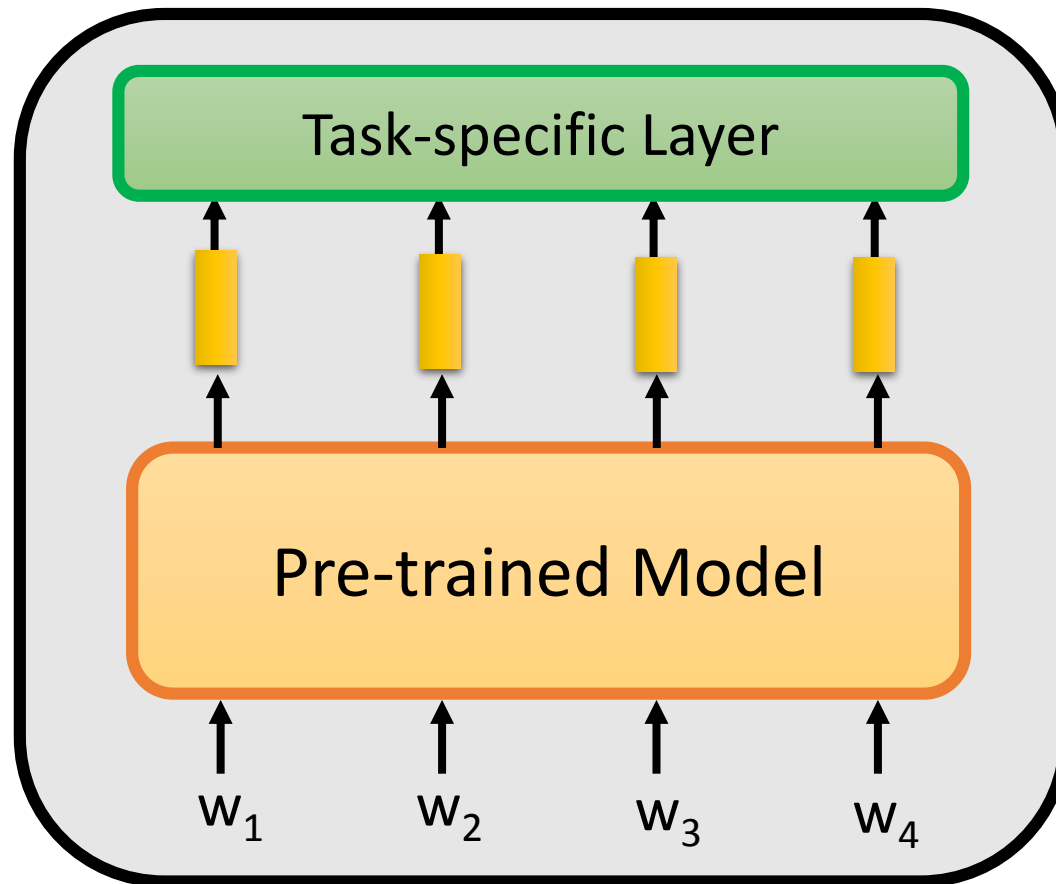 Task-specific Layer
Pre-trained Model
w₁ w₂ w₃ w₄